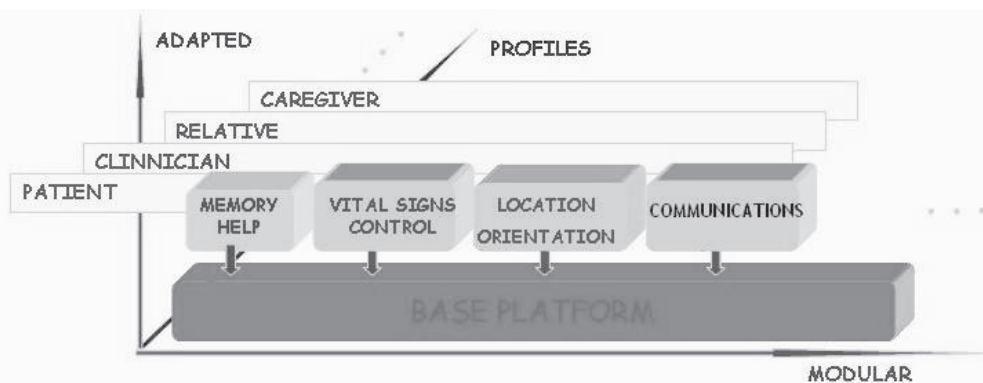 ADAPTED
PROFILES
CAREGIVER
RELATIVE
CLINNICIAN
PATIENT
MEMORY
HELP
VITAL SIGNS
CONTROL
LOCATION
ORIENTATION
COMMUNICATIONS
BASE PLATFORM
MODULAR